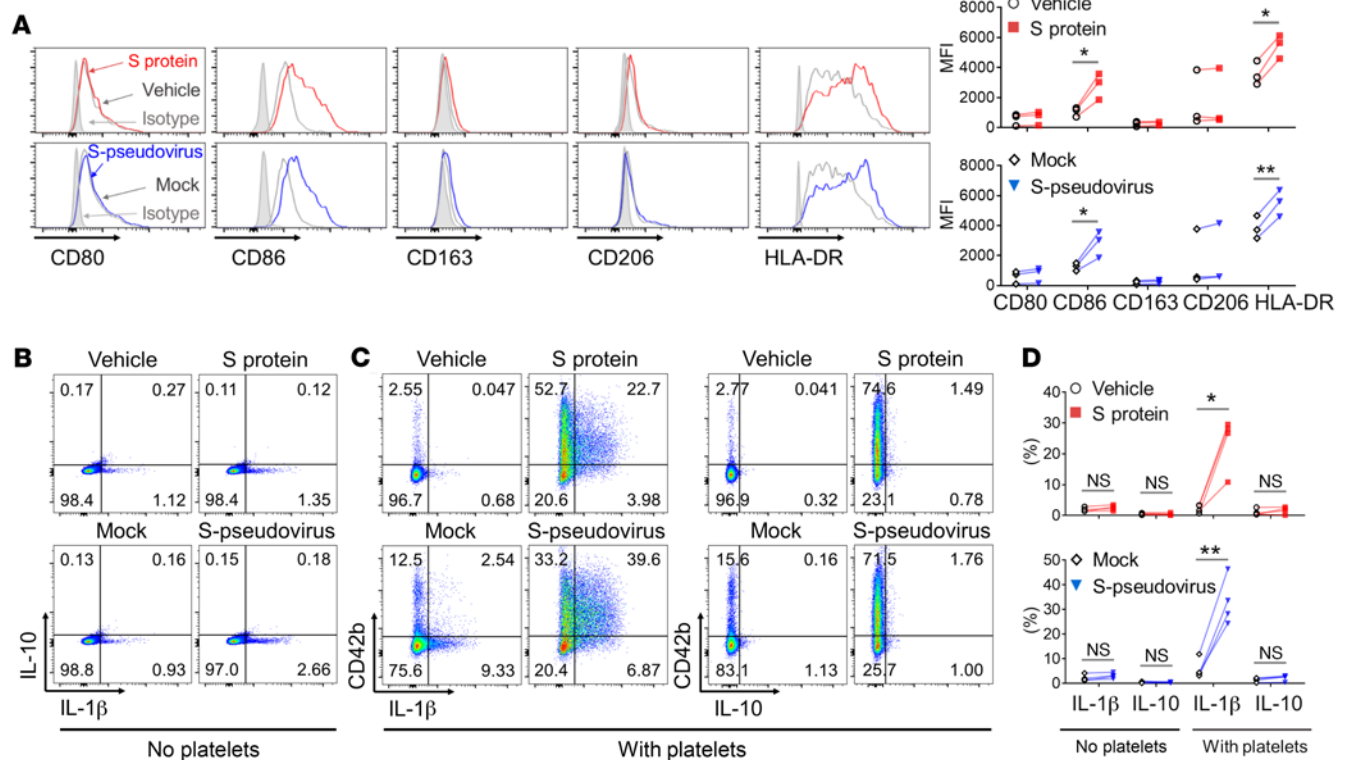 A
S protein
Vehicle
Isotype
S-pseudovirus
Mock
Isotype
CD80
CD86
CD163
CD206
HLA-DR
8000
6000
4000
2000
0
MFI
Vehicle
S protein
*
*
8000
6000
4000
2000
0
MFI
Mock
S-pseudovirus
*
**
CD80 CD86 CD163 CD206 HLA-DR
B
Vehicle
S protein
0.17 0.27
98.4 1.12
0.11 0.12
98.4 1.35
Mock
S-pseudovirus
0.13 0.16
98.8 0.93
0.15 0.18
97.0 2.66
IL-10
IL-1β
No platelets
C
Vehicle
S protein
2.55 0.047
96.7 0.68
52.7 22.7
20.6 3.98
Mock
S-pseudovirus
12.5 2.54
75.6 9.33
33.2 39.6
20.4 6.87
CD42b
IL-1β
Vehicle
S protein
2.77 0.041
96.9 0.32
74.6 1.49
23.1 0.78
Mock
S-pseudovirus
15.6 0.16
83.1 1.13
71.5 1.76
25.7 1.00
CD42b
IL-10
With platelets
D
40
30
20
10
0
(%)
Vehicle
S protein
NS
NS
*
NS
50
40
30
20
10
0
(%)
Mock
S-pseudovirus
NS
NS
**
NS
IL-1β IL-10 IL-1β IL-10
No platelets
With platelets